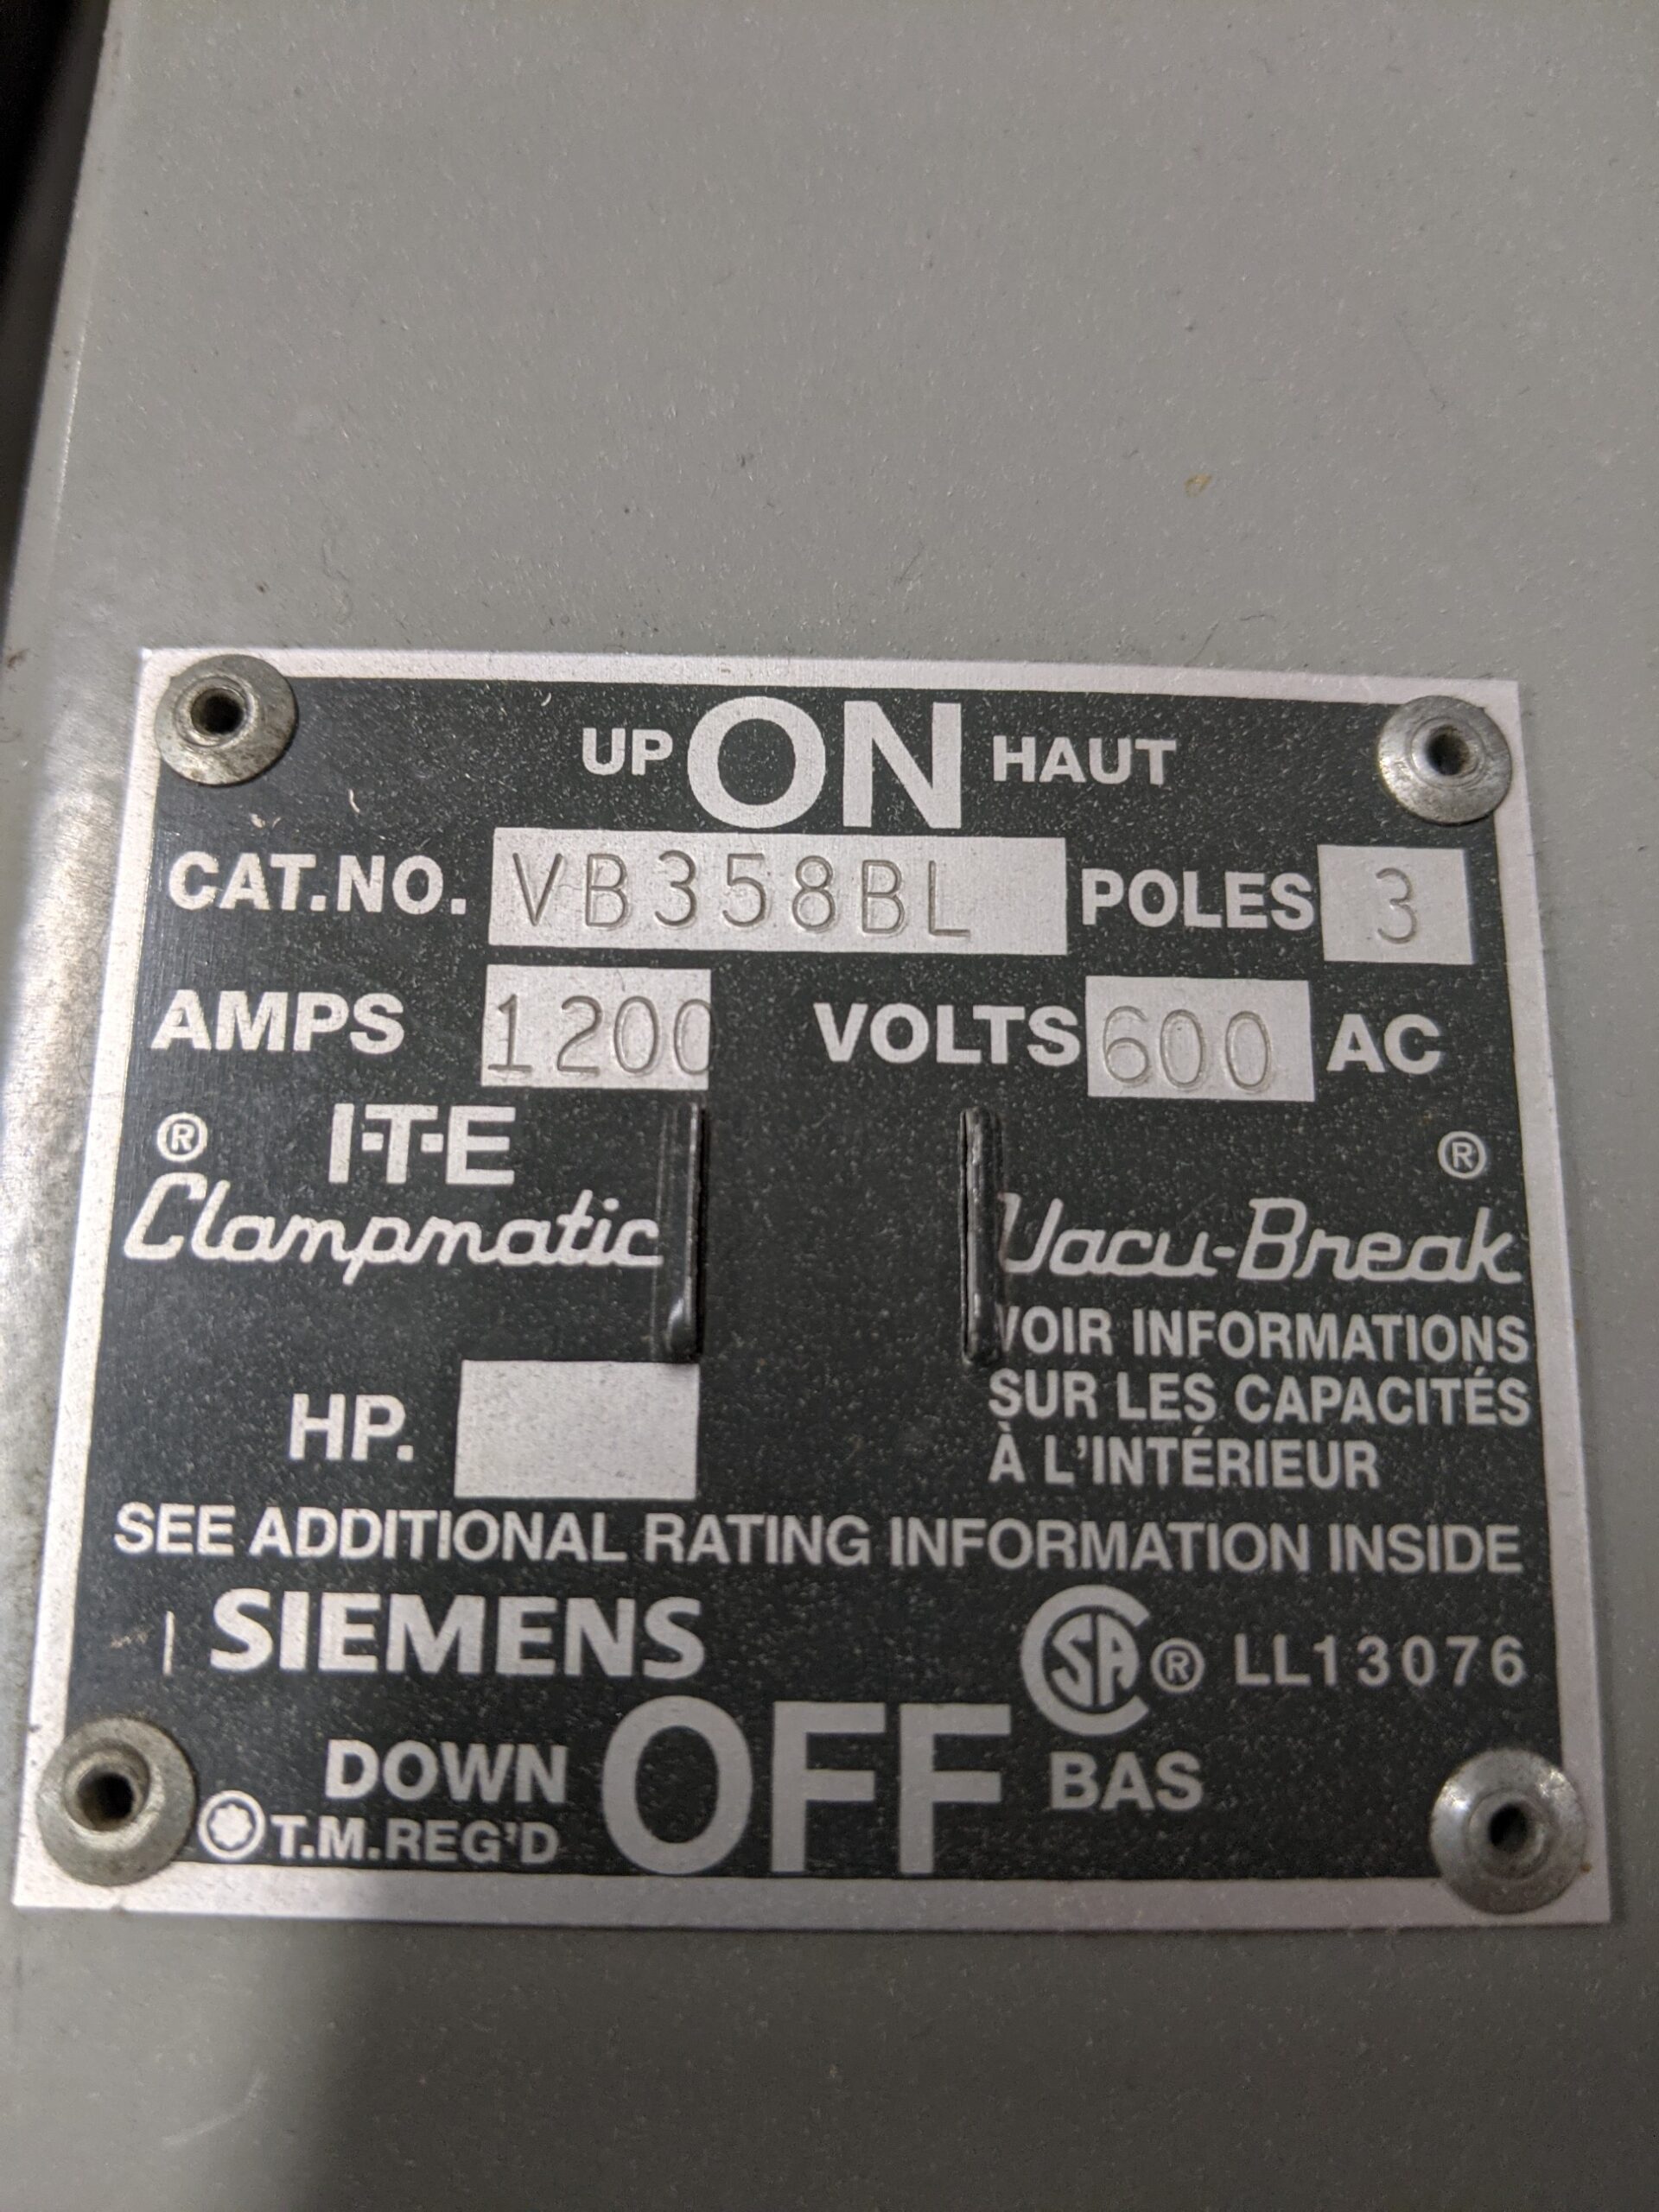 UP ON HAUT
CAT.NO. VB358BL POLES 3
AMPS 1200 VOLTS 600 AC
® I-T-E ®
Clampmatic Vacu-Break
VOIR INFORMATIONS
SUR LES CAPACITÉS
HP. À L'INTÉRIEUR
SEE ADDITIONAL RATING INFORMATION INSIDE
SIEMENS CSA ® LL13076
DOWN OFF BAS
T.M.REG'D